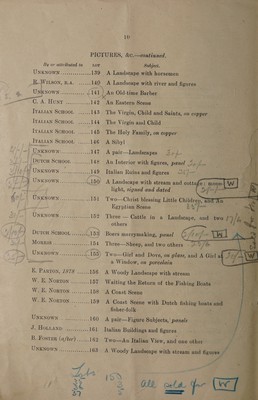 10
PICTURES, &c.—continued.
By or attributed to LOT Subject.
UNKNOWN 139 A Landscape with horsemen
R. WILSON, R.A. 140 A Landscape with river and figures
UNKNOWN 141 An Old-time Barber
C. A. HUNT 142 An Eastern Scene
ITALIAN SCHOOL 143 The Virgin, Child and Saints, on copper
ITALIAN SCHOOL 144 The Virgin and Child
ITALIAN SCHOOL 145 The Holy Family, on copper
ITALIAN SCHOOL 146 A Sibyl
UNKNOWN 147 A pair—Landscapes
DUTCH SCHOOL 148 An Interior with figures, panel
UNKNOWN 149 Italian Ruins and figures
UNKNOWN 150 A Landscape with stream and cottage: moonlight, signed and dated W
UNKNOWN 151 Two—Christ blessing Little Children, and An
Egyptian Scene
UNKNOWN 152 Three—Cattle in a Landscape, and two
others
DUTCH SCHOOL 153 Boors merrymaking, panel
MORRIS 154 Three—Sheep, and two others
UNKNOWN 155 Two—Girl and Doves, on plate, and A Girl at
a Window, on porcelain W
156 A Woody Landscape with stream
W. E. NORTON 157 Waiting the Return of the Fishing Boats
W. E. NORTON 158 A Coast Scene
W. E. NORTON 159 A Coast Scene with Dutch fishing boats and
fisher-folk
UNKNOWN 160 A pair—Figure Subjects, panels
J. HOLLAND 161 Italian Buildings and figures
B. FOSTER (after) 162 Two—An Italian View, and one other
UNKNOWN 163 A Woody Landscape with stream and figures
Lots
all sold for W